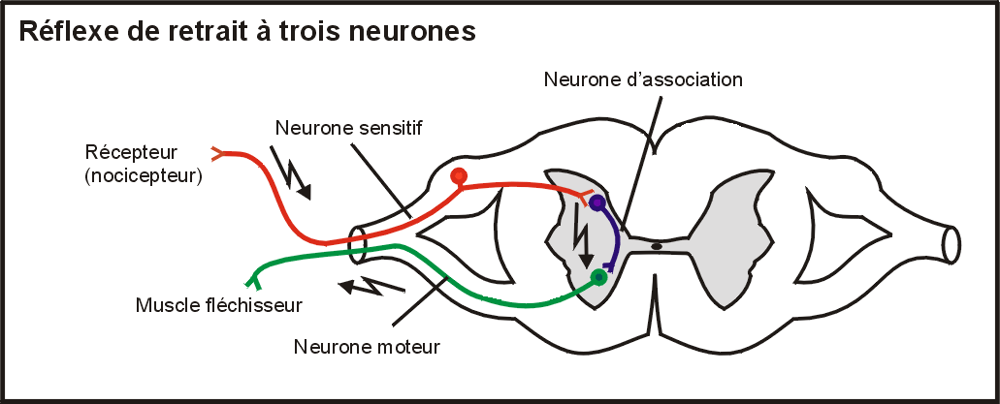 Réflexe de retrait à trois neurones
Neurone d'association
Neurone sensitif
Récepteur
(nocicepteur)
Muscle fléchisseur
Neurone moteur